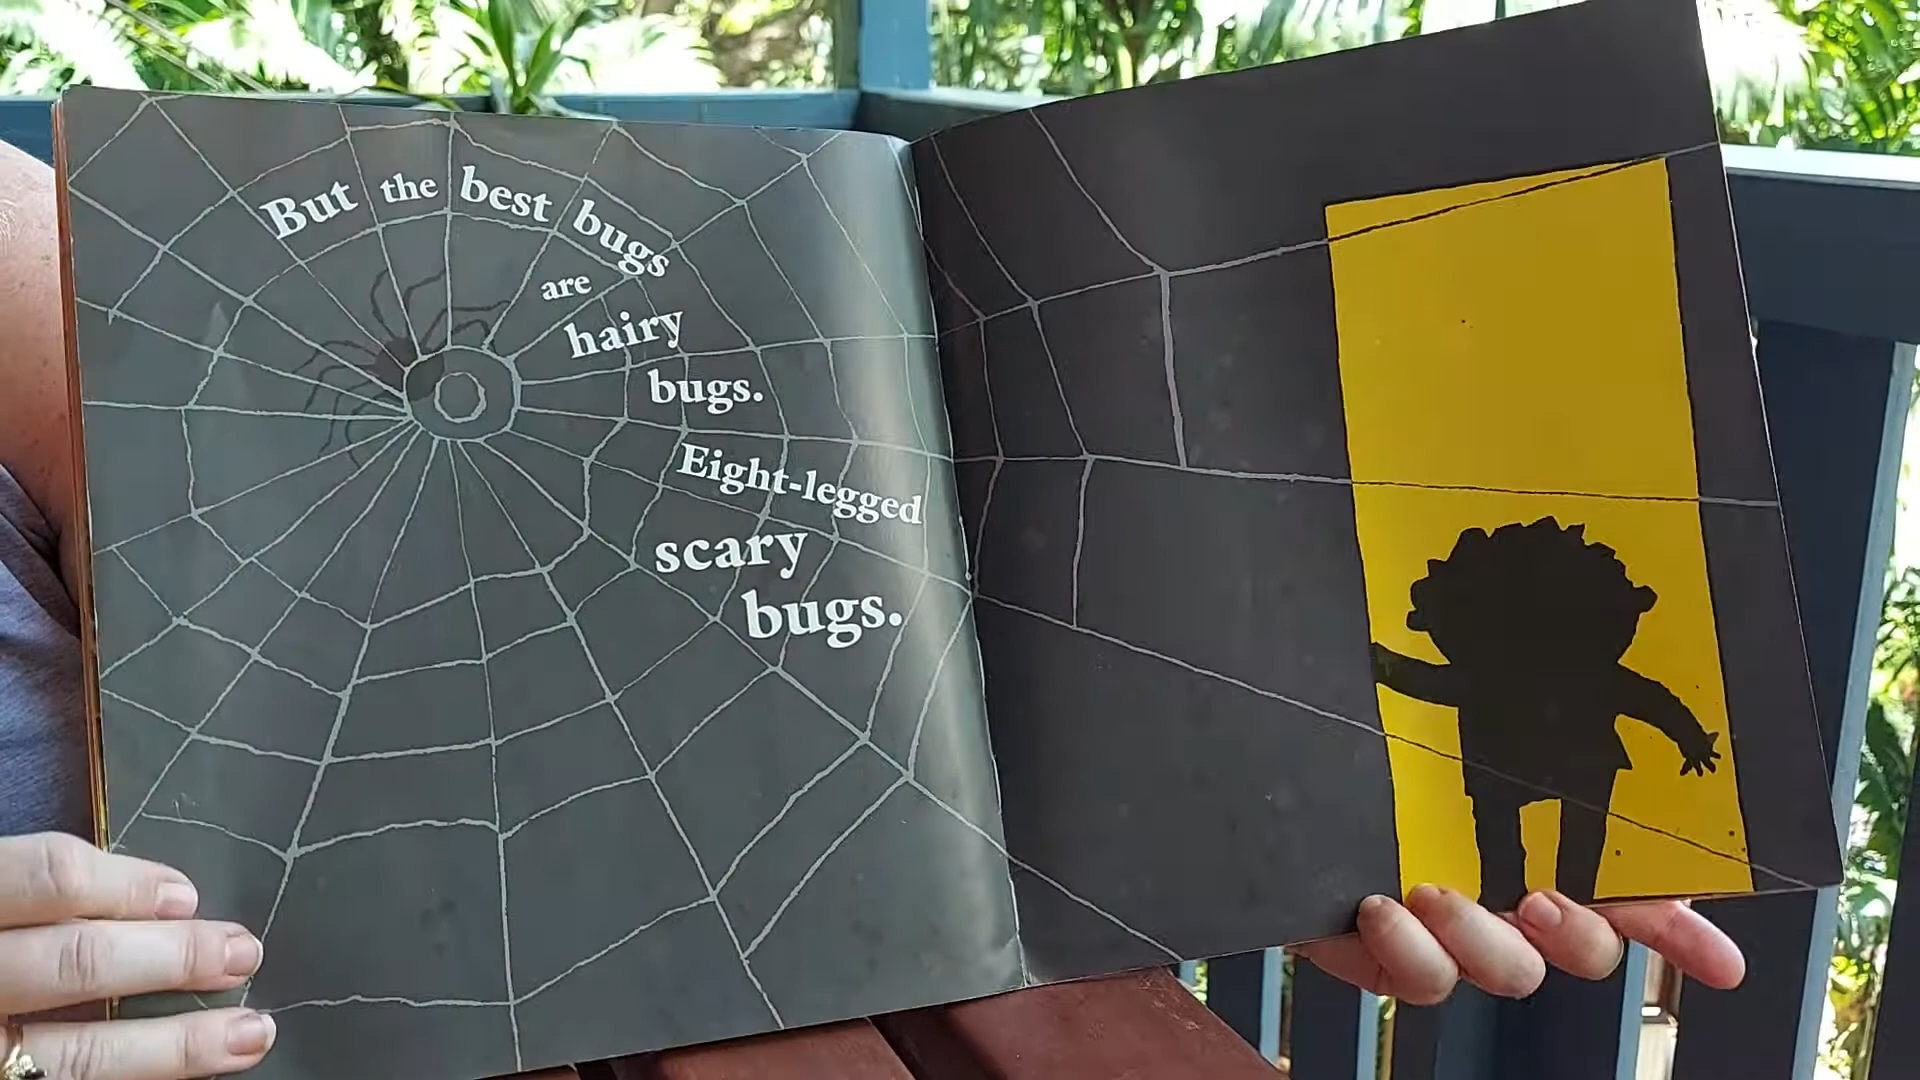 But the best bugs
are
hairy
bugs.
Eight-legged
scary
bugs.